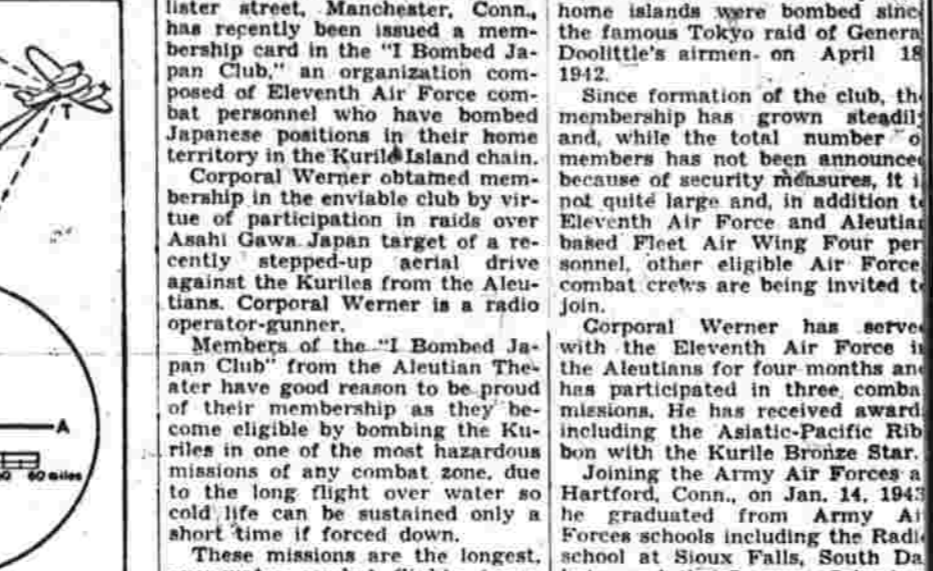 T
A
60 miles
lister street, Manchester, Conn.,
has recently been issued a mem-
bership card in the "I Bombed Ja-
pan Club," an organization com-
posed of Eleventh Air Force com-
bat personnel who have bombed
Japanese positions in their home
territory in the Kurile Island chain.
Corporal Werner obtained mem-
bership in the enviable club by vir-
tue of participation in raids over
Asahi Gawa Japan target of a re-
cently stepped-up aerial drive
against the Kuriles from the Aleu-
tians. Corporal Werner is a radio
operator-gunner.
Members of the "I Bombed Ja-
pan Club" from the Aleutian The-
ater have good reason to be proud
of their membership as they be-
come eligible by bombing the Ku-
riles in one of the most hazardous
missions of any combat zone, due
to the long flight over water so
cold life can be sustained only a
short time if forced down.
These missions are the longest,
home islands were bombed sinc
the famous Tokyo raid of Genera
Doolittle's airmen on April 18
1942.
Since formation of the club, th
membership has grown steadil
and, while the total number o
members has not been announce
because of security measures, it i
not quite large and, in addition t
Eleventh Air Force and Aleutian
based Fleet Air Wing Four per
sonnel, other eligible Air Force
combat crews are being invited t
join.
Corporal Werner has serve
with the Eleventh Air Force i
the Aleutians for four months an
has participated in three comba
missions. He has received award
including the Asiatic-Pacific Rib
bon with the Kurile Bronze Star.
Joining the Army Air Forces a
Hartford, Conn., on Jan. 14, 1943
he graduated from Army Ai
Forces schools including the Radi
school at Sioux Falls, South Da